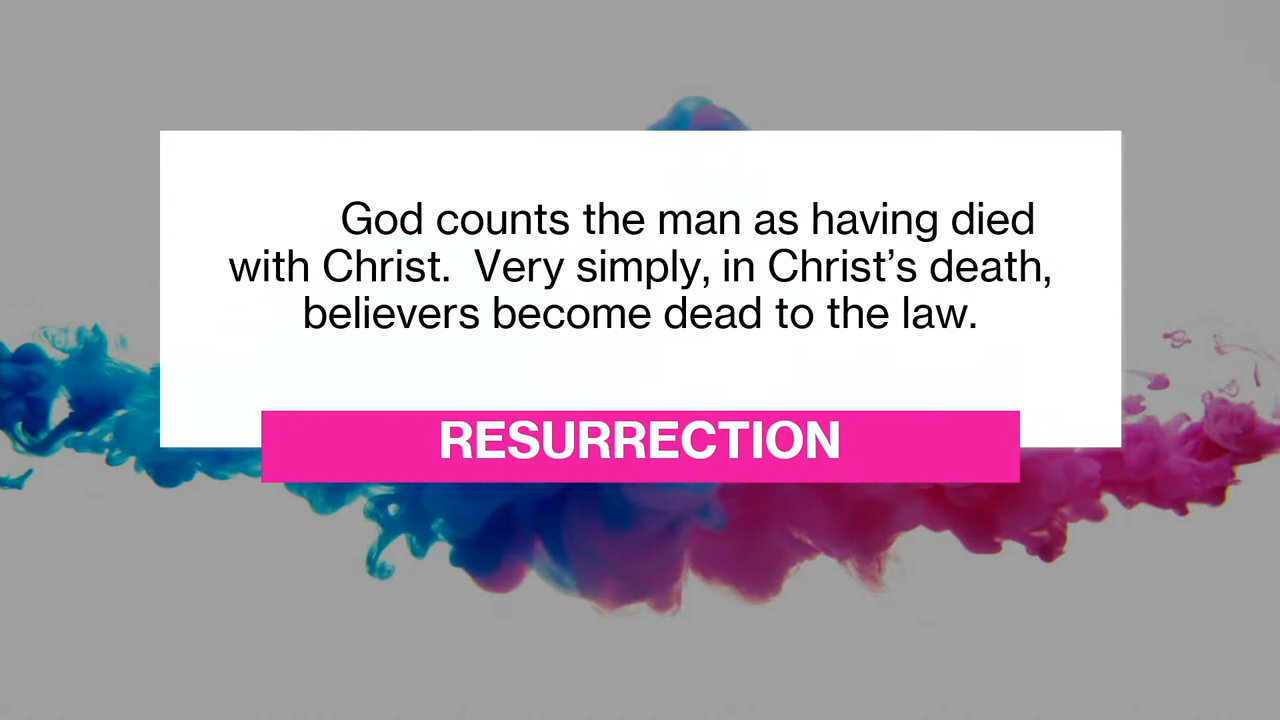 God counts the man as having died
with Christ.  Very simply, in Christ’s death,
believers become dead to the law.
RESURRECTION